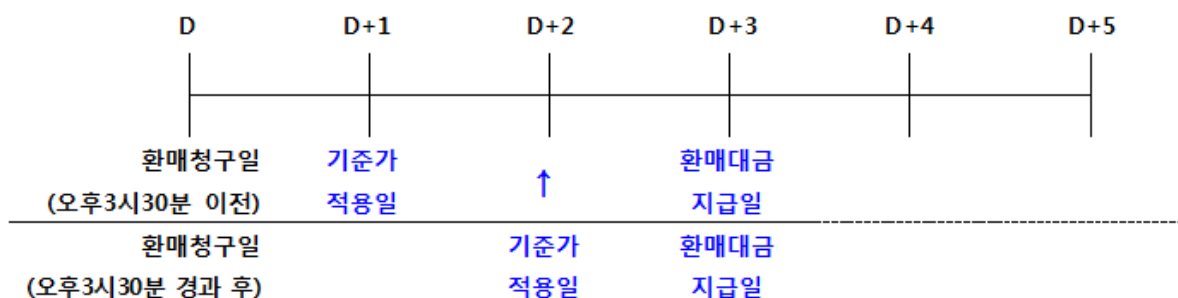 D D+1 D+2 D+3 D+4 D+5
환매청구일 기준가 환매대금
(오후3시30분 이전) 적용일 ↑ 지급일
환매청구일 기준가 환매대금
(오후3시30분 경과 후) 적용일 지급일